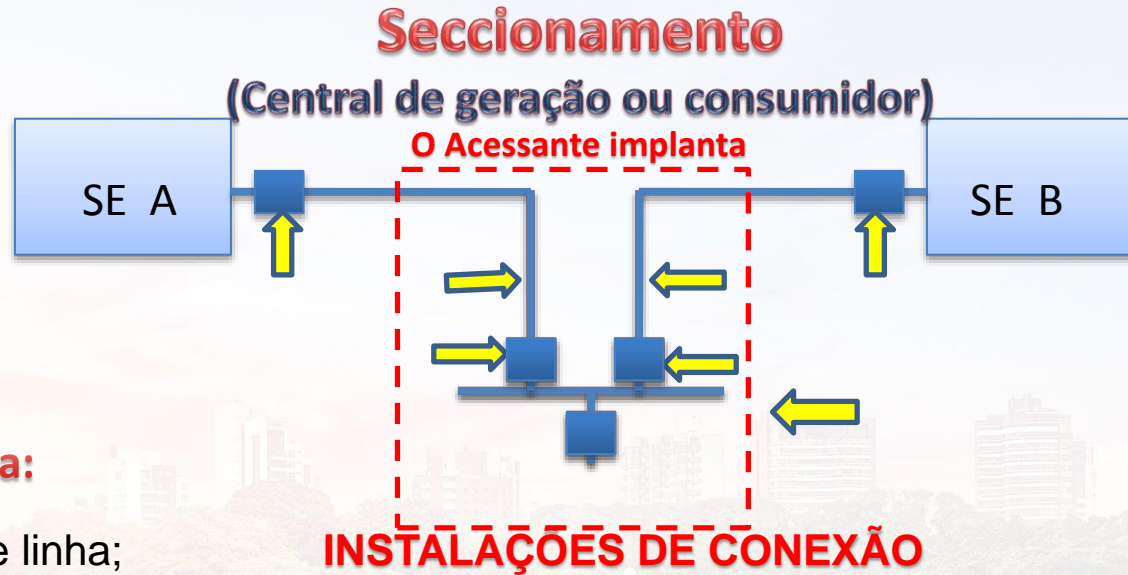 Seccionamento
(Central de geração ou consumidor)
O Acessante implanta
SE A
SE B
a:
e linha;
INSTALAÇÕES DE CONEXÃO